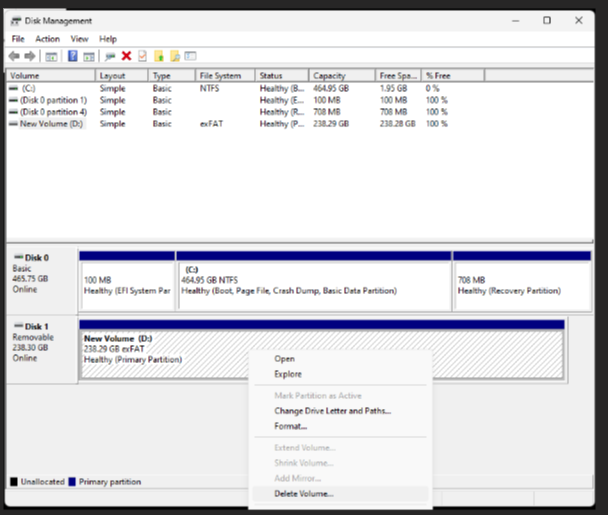 Disk Management
File Action View Help
Volume Layout Type File System Status Capacity Free Spa... % Free
(C:) Simple Basic NTFS Healthy (B... 464.95 GB 1.95 GB 0 %
(Disk 0 partition 1) Simple Basic Healthy (E... 100 MB 100 MB 100 %
(Disk 0 partition 4) Simple Basic Healthy (R... 708 MB 708 MB 100 %
New Volume (D:) Simple Basic exFAT Healthy (P... 238.29 GB 238.28 GB 100 %
Disk 0
Basic
465.75 GB
Online
100 MB
Healthy (EFI System Par
(C:)
464.95 GB NTFS
Healthy (Boot, Page File, Crash Dump, Basic Data Partition)
708 MB
Healthy (Recovery Partition)
Disk 1
Removable
238.30 GB
Online
New Volume (D:)
238.29 GB exFAT
Healthy (Primary Partition)
Open
Explore
Mark Partition as Active
Change Drive Letter and Paths...
Format...
Extend Volume...
Shrink Volume...
Add Mirror...
Delete Volume...
Unallocated Primary partition